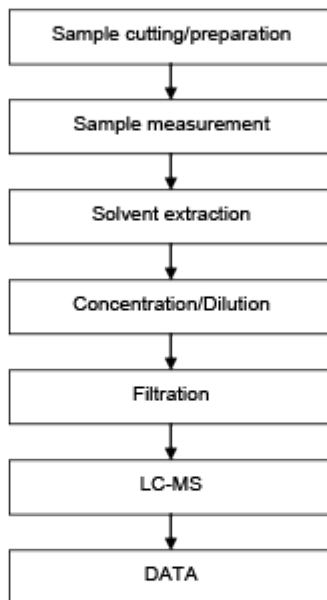 Sample cutting/preparation
Sample measurement
Solvent extraction
Concentration/Dilution
Filtration
LC-MS
DATA